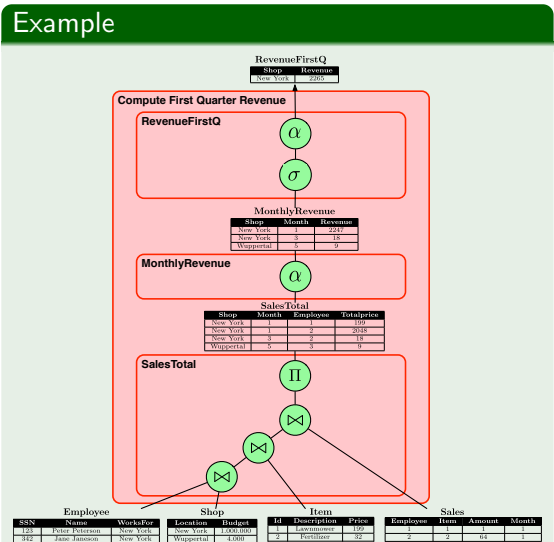 Example
RevenueFirstQ
Shop Revenue
New York 2265
Compute First Quarter Revenue
RevenueFirstQ
α
σ
MonthlyRevenue
Shop Month Revenue
New York 1 2247
New York 3 18
Wuppertal 5 9
MonthlyRevenue
α
SalesTotal
Shop Month Employee Totalprice
New York 1 1 199
New York 1 2 2048
New York 3 2 18
Wuppertal 5 3 9
SalesTotal
Π
⋈
⋈
⋈
Employee Shop Item Sales
SSN Name WorksFor Location Budget Id Description Price Employee Item Amount Month
123 Peter Peterson New York New York 1.000.000 1 Lawnmower 199 1 1 1 1
342 Jane Janeson New York Wuppertal 4.000 2 Fertilizer 32 2 2 64 1